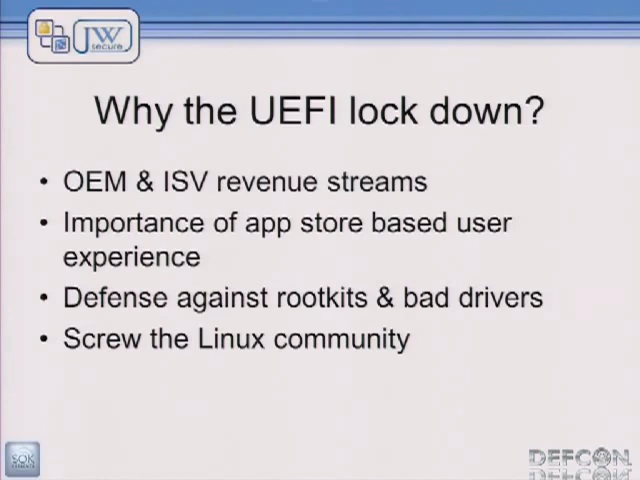 JW
secure
Why the UEFI lock down?
• OEM & ISV revenue streams
• Importance of app store based user
experience
• Defense against rootkits & bad drivers
• Screw the Linux community
SQK
DEFCON